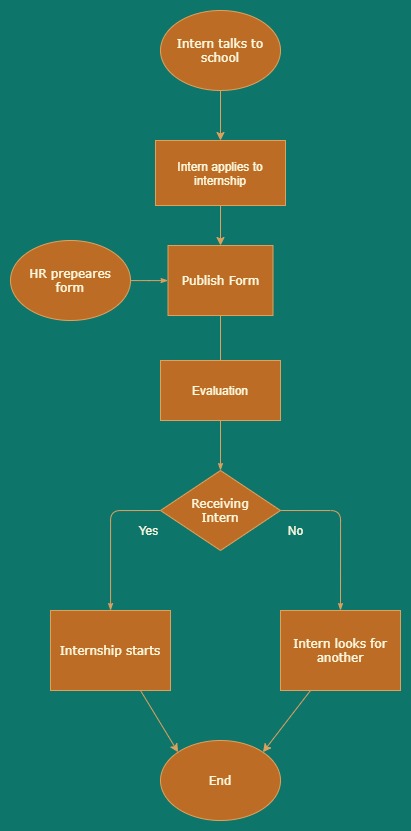 Intern talks to
school
Intern applies to
internship
HR prepeares
form
Publish Form
Evaluation
Receiving
Intern
Yes
No
Internship starts
Intern looks for
another
End